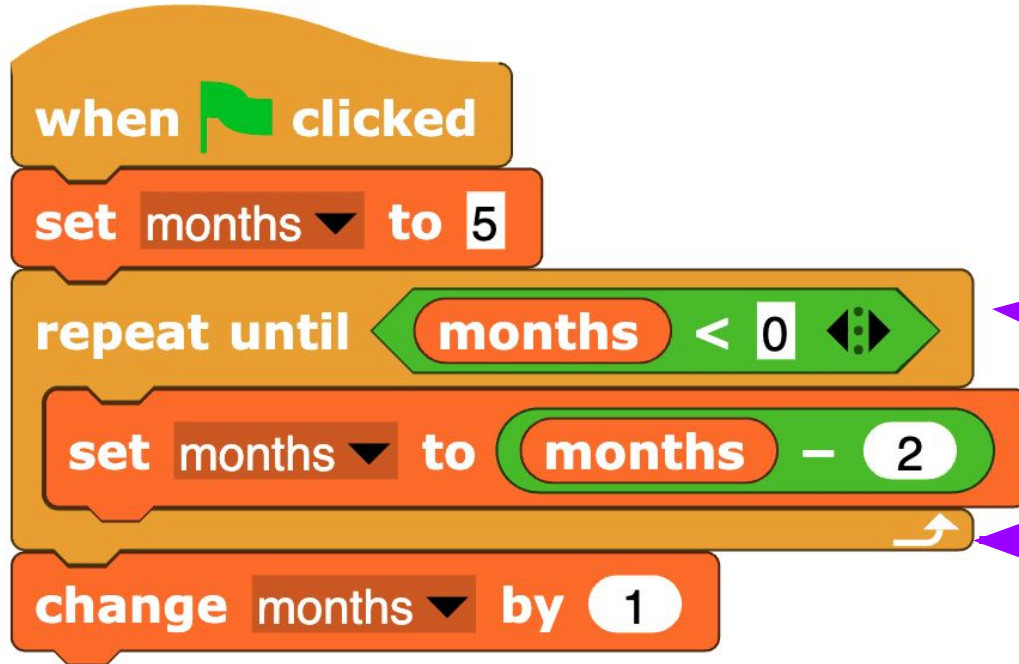 when clicked
set months to 5
repeat until months < 0
set months to months - 2
change months by 1